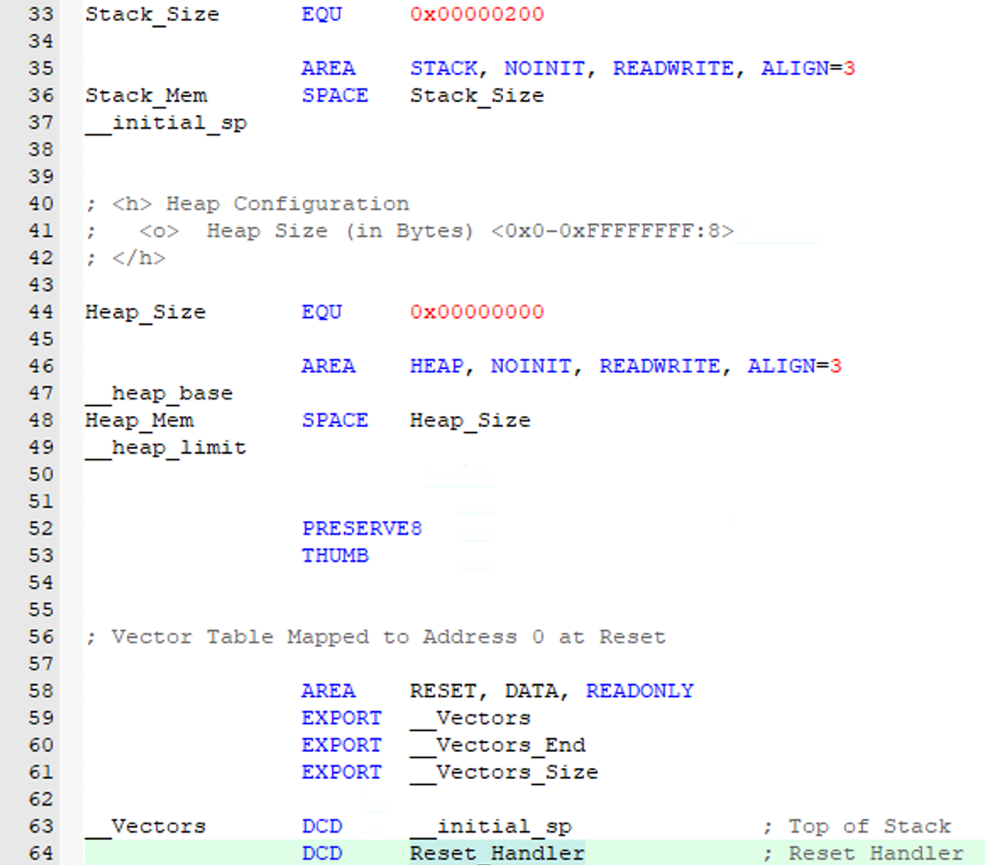 33 Stack_Size EQU 0x00000200
34
35 AREA STACK, NOINIT, READWRITE, ALIGN=3
36 Stack_Mem SPACE Stack_Size
37 __initial_sp
38
39
40 ; <h> Heap Configuration
41 ; <o> Heap Size (in Bytes) <0x0-0xFFFFFFFF:8>
42 ; </h>
43
44 Heap_Size EQU 0x00000000
45
46 AREA HEAP, NOINIT, READWRITE, ALIGN=3
47 __heap_base
48 Heap_Mem SPACE Heap_Size
49 __heap_limit
50
51
52 PRESERVE8
53 THUMB
54
55
56 ; Vector Table Mapped to Address 0 at Reset
57
58 AREA RESET, DATA, READONLY
59 EXPORT __Vectors
60 EXPORT __Vectors_End
61 EXPORT __Vectors_Size
62
63 __Vectors DCD __initial_sp ; Top of Stack
64 DCD Reset_Handler ; Reset Handler